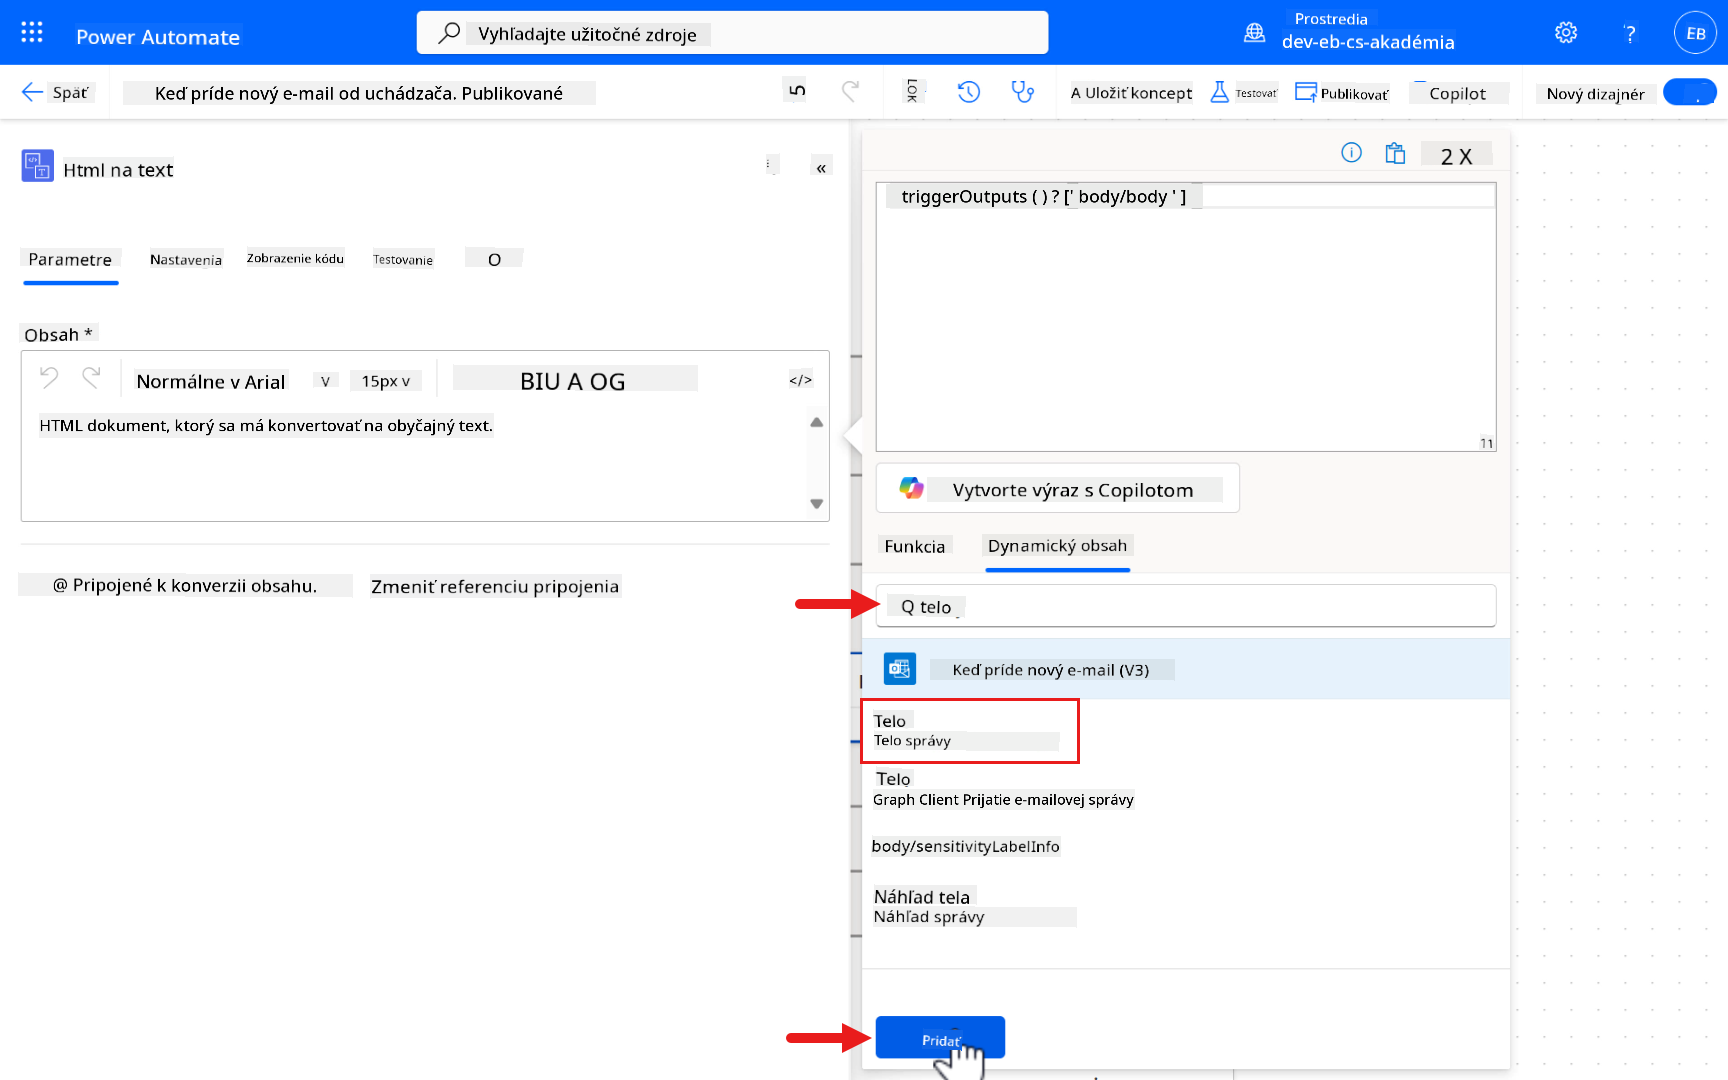 Power Automate
Vyhľadajte užitočné zdroje
Prostredia
dev-eb-cs-akadémia
?
EB
Späť
Keď príde nový e-mail od uchádzača. Publikované
5
LOK
A Uložiť koncept
Testovať
Publikovať
Copilot
Nový dizajnér
Html na text
«
Parametre
Nastavenia
Zobrazenie kódu
Testovanie
O
Obsah *
Normálne v Arial
V
15px v
BIU A OG
</>
HTML dokument, ktorý sa má konvertovať na obyčajný text.
@ Pripojené k konverzii obsahu.
Zmeniť referenciu pripojenia
2 X
triggerOutputs ( ) ? [' body/body ' ]
11
Vytvorte výraz s Copilotom
Funkcia
Dynamický obsah
Q telo
Keď príde nový e-mail (V3)
Telo
Telo správy
Telo
Graph Client Prijatie e-mailovej správy
body/sensitivityLabelInfo
Náhľad tela
Náhľad správy
Pridať